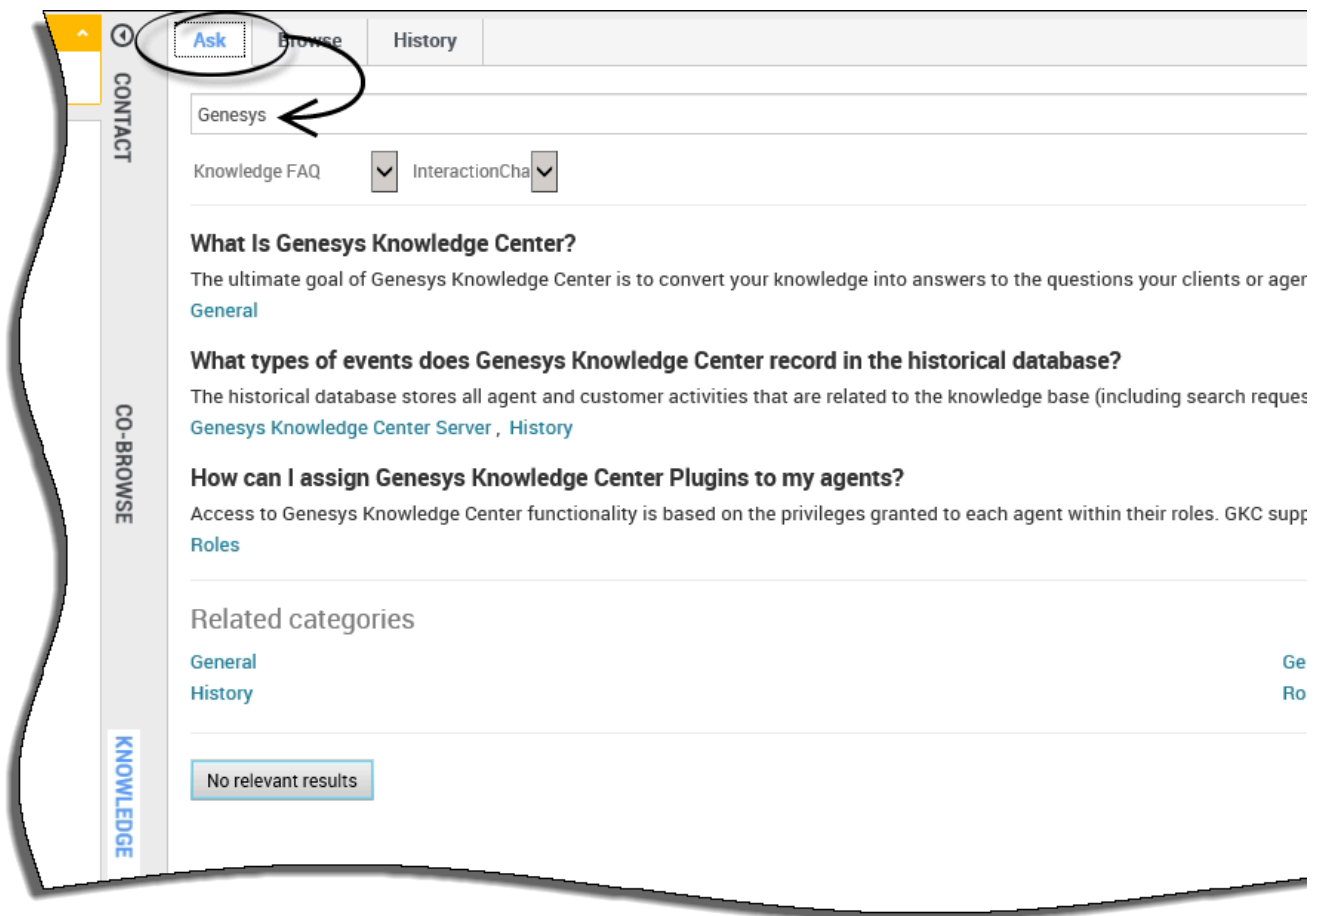 Ask Browse History
CONTACT
Genesys
Knowledge FAQ InteractionCha
What Is Genesys Knowledge Center?
The ultimate goal of Genesys Knowledge Center is to convert your knowledge into answers to the questions your clients or ager
General
What types of events does Genesys Knowledge Center record in the historical database?
The historical database stores all agent and customer activities that are related to the knowledge base (including search reques
Genesys Knowledge Center Server , History
CO-BROWSE
How can I assign Genesys Knowledge Center Plugins to my agents?
Access to Genesys Knowledge Center functionality is based on the privileges granted to each agent within their roles. GKC supp
Roles
Related categories
General Ge
History Ro
KNOWLEDGE
No relevant results